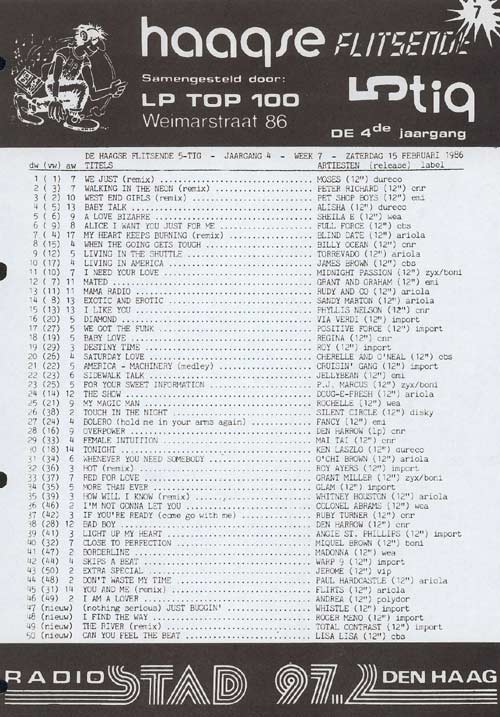 haagse FLITSENDE
Samengesteld door:
LP TOP 100
Weimarstraat 86
5tig
DE 4de jaargang
7
DE HAAGSE FLITSENDE 5-TIG - JAARGANG 4 - WEEK 7 - ZATERDAG 15 FEBRUARI 1986
dw (vw) aw TITELS ARTIESTEN (release) label
1 ( 1) 7 WE JUST (remix) MOSES (12") dureco
2 ( 3) 7 WALKING IN THE NEON (remix) PETER RICHARD (12") cnr
3 ( 2) 10 WEST END GIRLS (remix) PET SHOP BOYS (12") emi
4 ( 5) 13 BABY TALK ALISHA (12") dureco
5 ( 6) 9 A LOVE BIZARRE SHEILA E (12") wea
6 ( 9) 8 ALICE I WANT YOU JUST FOR ME FULL FORCE (12") cbs
7 ( 4) 17 MY HEART KEEPS BURNING (remix) BLIND DATE (12") ariola
8 (15) 4 WHEN THE GOING GETS TOUGH BILLY OCEAN (12") cnr
9 (12) 5 LIVING IN THE SHUTTLE TORREVADO (12") ariola
10 (17) 4 LIVING IN AMERICA JAMES BROWN (12") cbs
11 (10) 7 I NEED YOUR LOVE MIDNIGHT PASSION (12") zyx/boni
12 ( 7) 11 MATED GRANT AND GRAHAM (12") emi
13 (11) 11 MAMA RADIO RUDY AND CO (12") ariola
14 ( 8) 13 EXOTIC AND EROTIC SANDY MARTON (12") ariola
15 (13) 13 I LIKE YOU PHYLLIS NELSON (12") cnr
16 (20) 5 DIAMOND VIA VERDI (12") import
17 (27) 5 WE GOT THE FUNK POSITIVE FORCE (12") import
18 (19) 5 BABY LOVE REGINA (12") cnr
19 (29) 3 DESTINY TIME ROY (12") import
20 (26) 4 SATURDAY LOVE CHERELLE AND O'NEAL (12") cbs
21 (22) 5 AMERICA - MACHINERY (medley) CRUISIN' GANG (12") import
22 (23) 6 SIDEWALK TALK JELLYBEAN (12") emi
23 (25) 5 FOR YOUR SWEET INFORMATION P.J. MARCUS (12") zyx/boni
24 (14) 12 THE SHOW DOUG-E-FRESH (12") ariola
25 (21) 9 MY MAGIC MAN ROCHELLE (12") wea
26 (38) 2 TOUCH IN THE NIGHT SILENT CIRCLE (12") disky
27 (24) 4 BOLERO (hold me in your arms again) FANCY (12") emi
28 (16) 9 OVERPOWER DEN HARROW (lp) cnr
29 (33) 4 FEMALE INTUITION MAI TAI (12") cnr
30 (18) 14 TONIGHT KEN LASZLO (12") dureco
31 (34) 6 WHENEVER YOU NEED SOMEBODY O'CHI BROWN (12") ariola
32 (36) 3 HOT (remix) ROY AYERS (12") import
33 (37) 7 RED FOR LOVE GRANT MILLER (12") zyx/boni
34 (35) 5 MORE THAN EVER GLAM (12") import
35 (39) 3 HOW WILL I KNOW (remix) WHITNEY HOUSTON (12") ariola
36 (46) 2 I'M NOT GONNA LET YOU COLONEL ABRAMS (12") wea
37 (42) 3 IF YOU'RE READY (come go with me) RUBY TURNER (12") cnr
38 (28) 12 BAD BOY DEN HARROW (12") cnr
39 (41) 3 LIGHT UP MY HEART ANGIE ST. PHILLIPS (12") import
40 (32) 7 CLOSE TO PERFECTION MIQUEL BROWN (12") boni
41 (47) 2 BORDERLINE MADONNA (12") wea
42 (44) 4 SKIPS A BEAT WARP 9 (12") import
43 (50) 2 EXTRA SPECIAL JEROME (12") vip
44 (48) 2 DON'T WASTE MY TIME PAUL HARDCASTLE (12") ariola
45 (31) 14 YOU AND ME (remix) FLIRTS (12") ariola
46 (49) 2 I AM A LOVER ANDREA (12") polydor
47 (nieuw) (nothing serious) JUST BUGGIN' WHISTLE (12") import
48 (nieuw) I FIND THE WAY ROGER MENO (12") import
49 (nieuw) THE RIVER (remix) TOTAL CONTRAST (12") import
50 (nieuw) CAN YOU FEEL THE BEAT LISA LISA (12") cbs
RADIO STAD 97..2 DEN HAAG